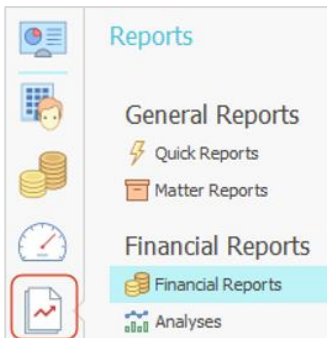 Reports
General Reports
Quick Reports
Matter Reports
Financial Reports
Financial Reports
Analyses